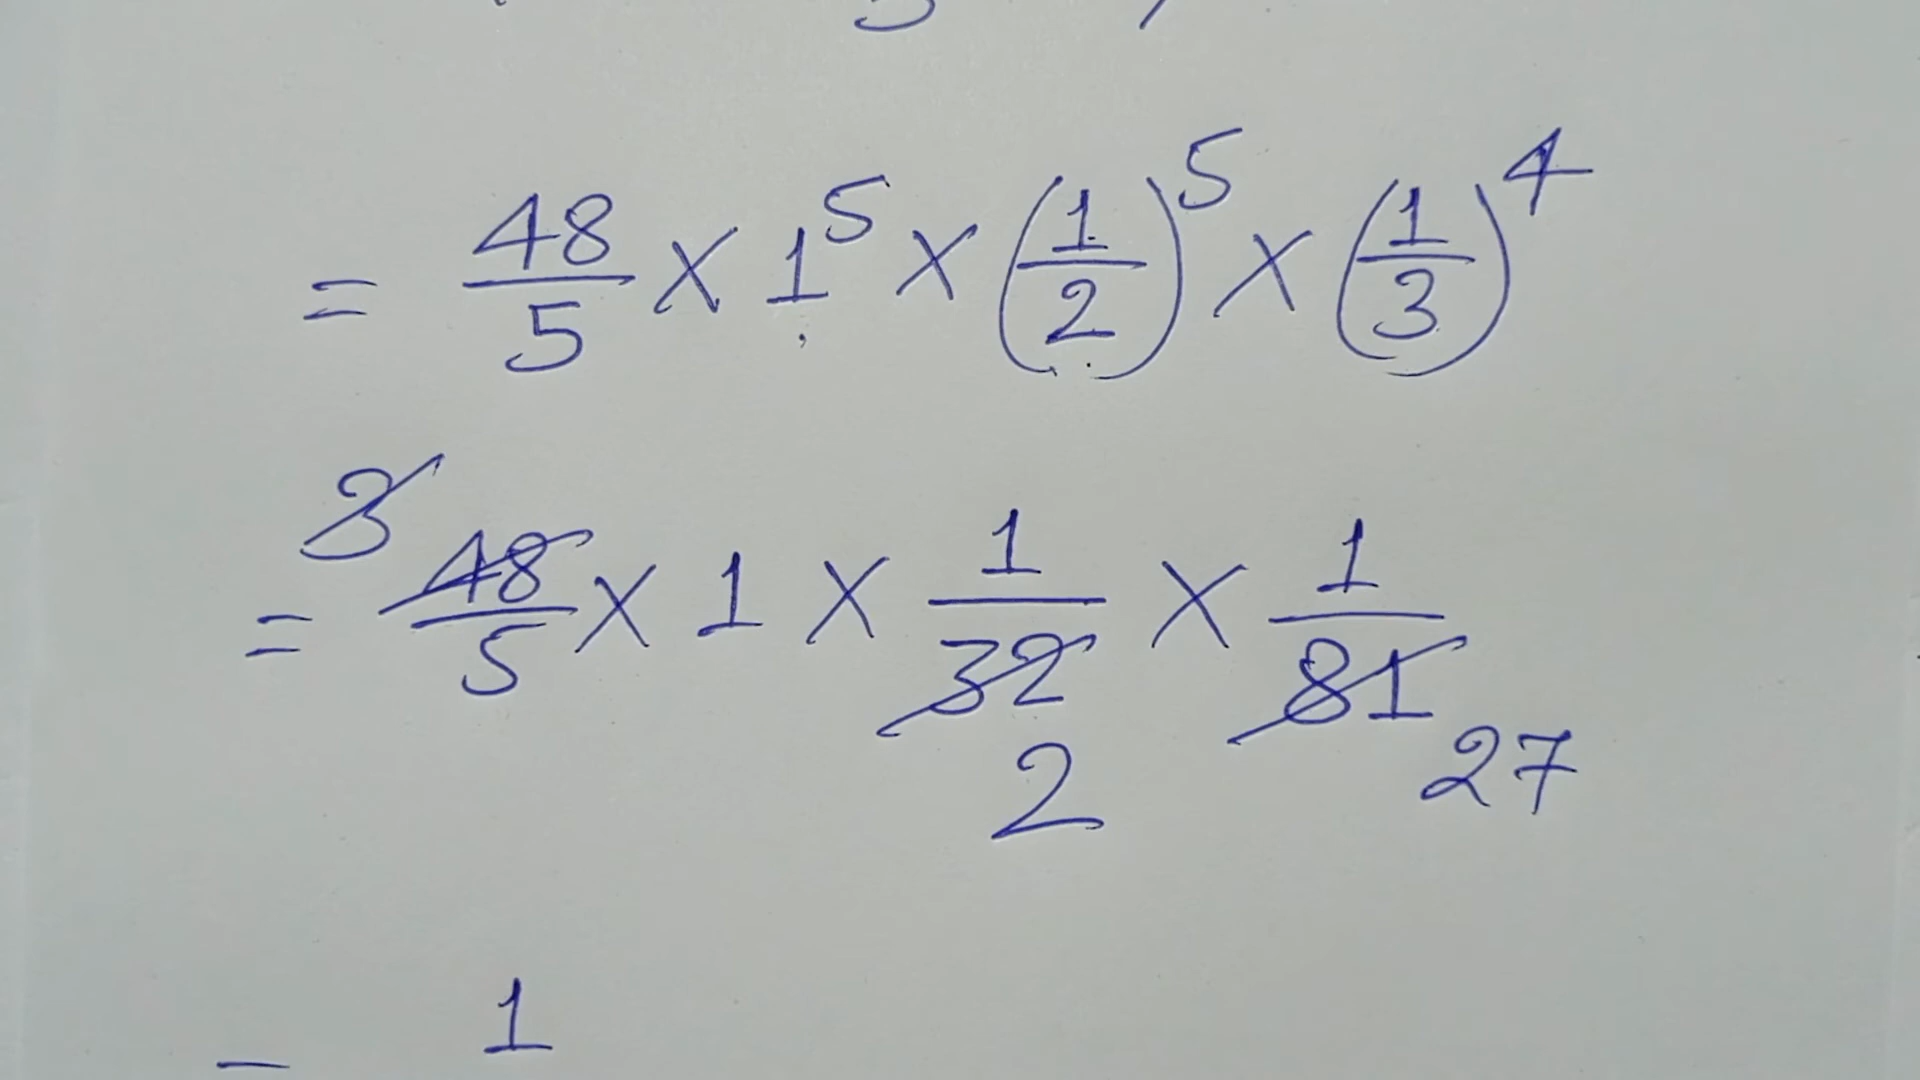 = 48/5 × 1^5 × (1/2)^5 × (1/3)^4
3
= 48/5 × 1 × 1/32 × 1/81
2 27
1